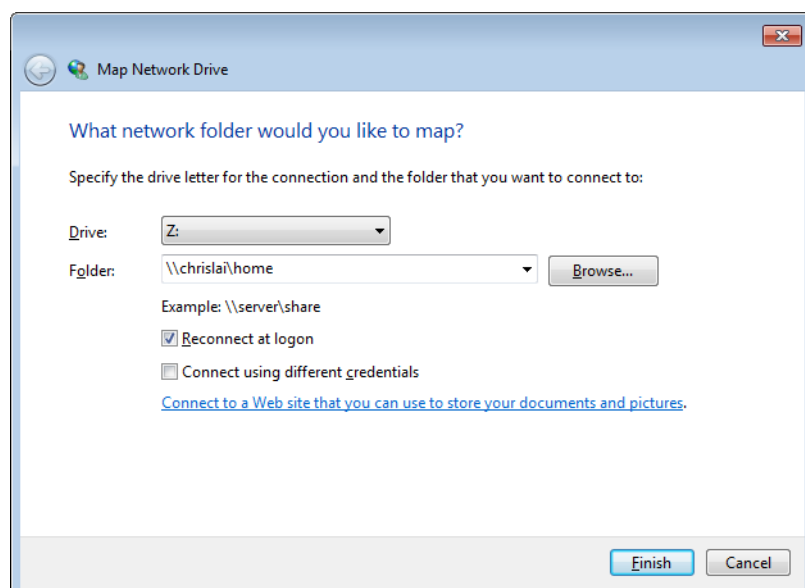 Map Network Drive
What network folder would you like to map?
Specify the drive letter for the connection and the folder that you want to connect to:
Drive: Z:
Folder: \\chrislai\home Browse...
Example: \\server\share
Reconnect at logon
Connect using different credentials
Connect to a Web site that you can use to store your documents and pictures.
Finish Cancel